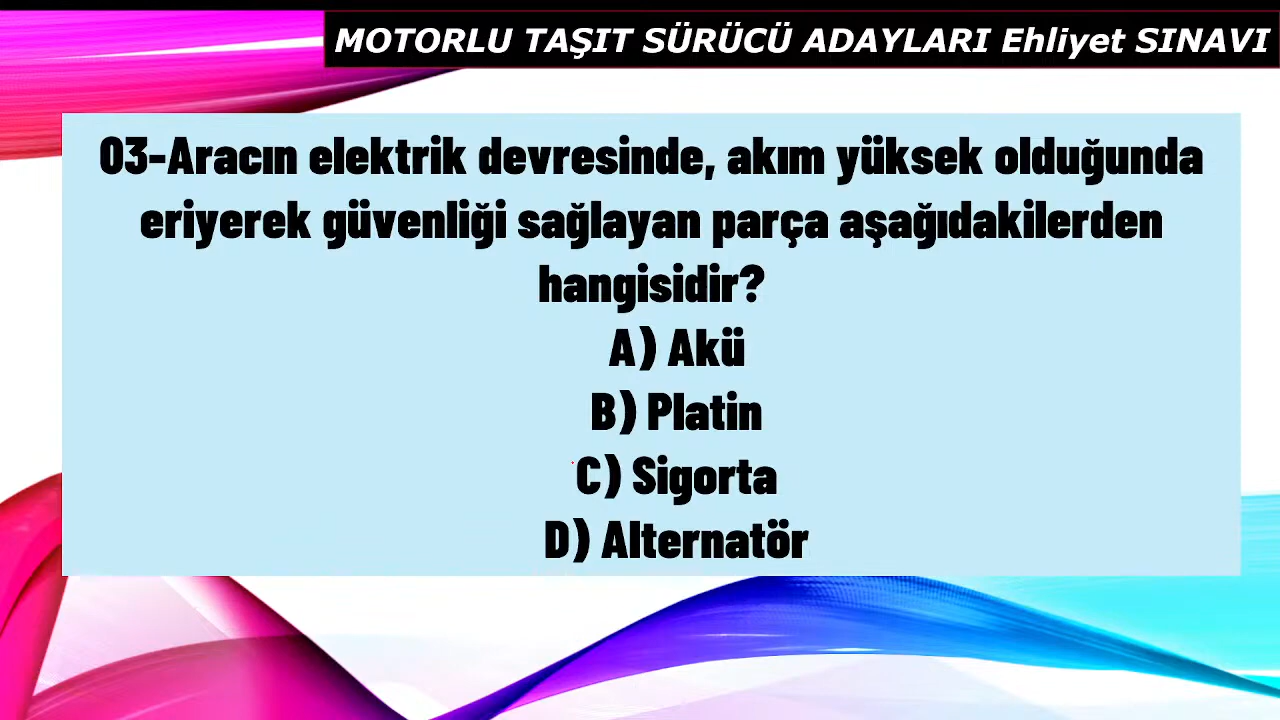 MOTORLU TAŞIT SÜRÜCÜ ADAYLARI Ehliyet SINAVI
03-Aracın elektrik devresinde, akım yüksek olduğunda
eriyerek güvenliği sağlayan parça aşağıdakilerden
hangisidir?
A) Akü
B) Platin
C) Sigorta
D) Alternatör